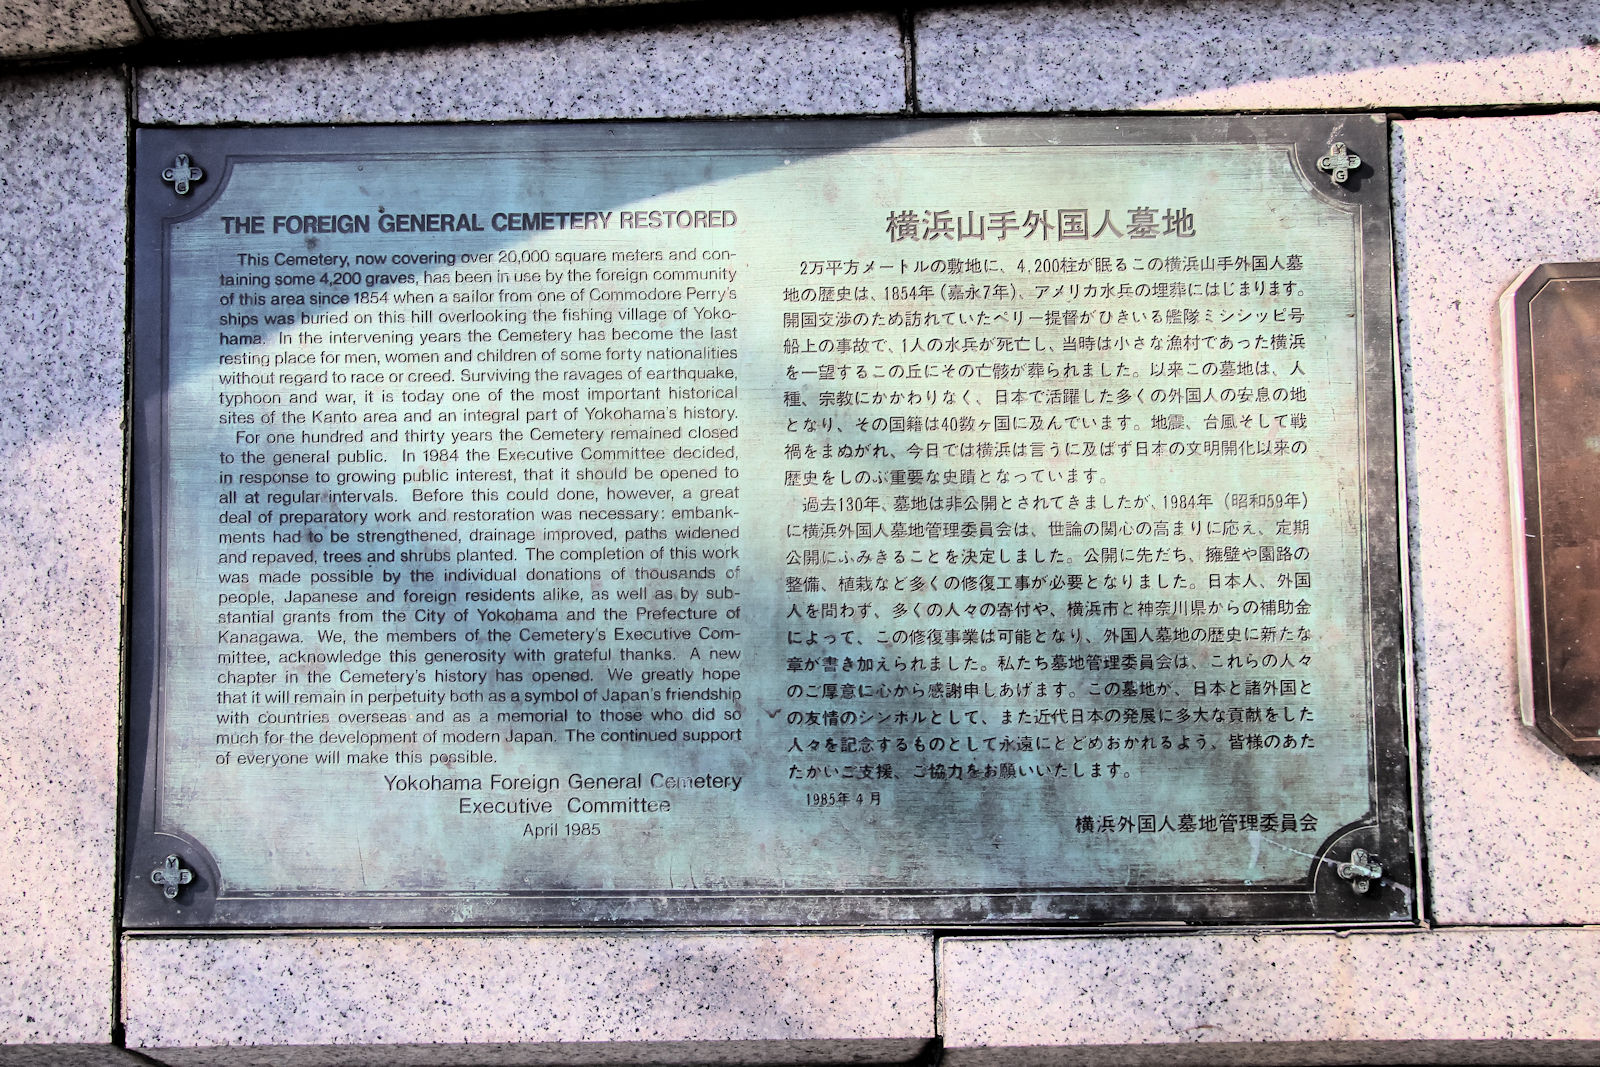 THE FOREIGN GENERAL CEMETERY RESTORED
This Cemetery, now covering over 20,000 square meters and con-
taining some 4,200 graves, has been in use by the foreign community
of this area since 1854 when a sailor from one of Commodore Perry's
ships was buried on this hill overlooking the fishing village of Yoko-
hama. In the intervening years the Cemetery has become the last
resting place for men, women and children of some forty nationalities
without regard to race or creed. Surviving the ravages of earthquake,
typhoon and war, it is today one of the most important historical
sites of the Kanto area and an integral part of Yokohama's history.
For one hundred and thirty years the Cemetery remained closed
to the general public. In 1984 the Executive Committee decided,
in response to growing public interest, that it should be opened to
all at regular intervals. Before this could done, however, a great
deal of preparatory work and restoration was necessary: embank-
ments had to be strengthened, drainage improved, paths widened
and repaved, trees and shrubs planted. The completion of this work
was made possible by the individual donations of thousands of
people, Japanese and foreign residents alike, as well as by sub-
stantial grants from the City of Yokohama and the Prefecture of
Kanagawa. We, the members of the Cemetery's Executive Com-
mittee, acknowledge this generosity with grateful thanks. A new
chapter in the Cemetery's history has opened. We greatly hope
that it will remain in perpetuity both as a symbol of Japan's friendship
with countries overseas and as a memorial to those who did so
much for the development of modern Japan. The continued support
of everyone will make this possible.
Yokohama Foreign General Cemetery
Executive Committee
April 1985
横浜山手外国人墓地
2万平方メートルの敷地に、4,200柱が眠るこの横浜山手外国人墓
地の歴史は、1854年(嘉永7年)、アメリカ水兵の埋葬にはじまります。
開国交渉のため訪れていたペリー提督がひきいる艦隊ミシシッピ号
船上の事故で、1人の水兵が死亡し、当時は小さな漁村であった横浜
を一望するこの丘にその亡骸が葬られました。以来この墓地は、人
種、宗教にかかわりなく、日本で活躍した多くの外国人の安息の地
となり、その国籍は40数ヶ国に及んでいます。地震、台風そして戦
禍をまぬがれ、今日では横浜は言うに及ばず日本の文明開化以来の
歴史をしのぶ重要な史蹟となっています。
過去130年、墓地は非公開とされてきましたが、1984年(昭和59年)
に横浜外国人墓地管理委員会は、世論の関心の高まりに応え、定期
公開にふみきることを決定しました。公開に先だち、擁壁や園路の
整備、植栽など多くの修復工事が必要となりました。日本人、外国
人を問わず、多くの人々の寄付や、横浜市と神奈川県からの補助金
によって、この修復事業は可能となり、外国人墓地の歴史に新たな
章が書き加えられました。私たち墓地管理委員会は、これらの人々
のご厚意に心から感謝申しあげます。この墓地が、日本と諸外国と
の友情のシンボルとして、また近代日本の発展に多大な貢献をした
人々を記念するものとして永遠にとどめおかれるよう、皆様のあた
たかいご支援、ご協力をお願いいたします。
1985年4月
横浜外国人墓地管理委員会
Y
C F
G
Y
C F
G
Y
C F
G
Y
C F
G